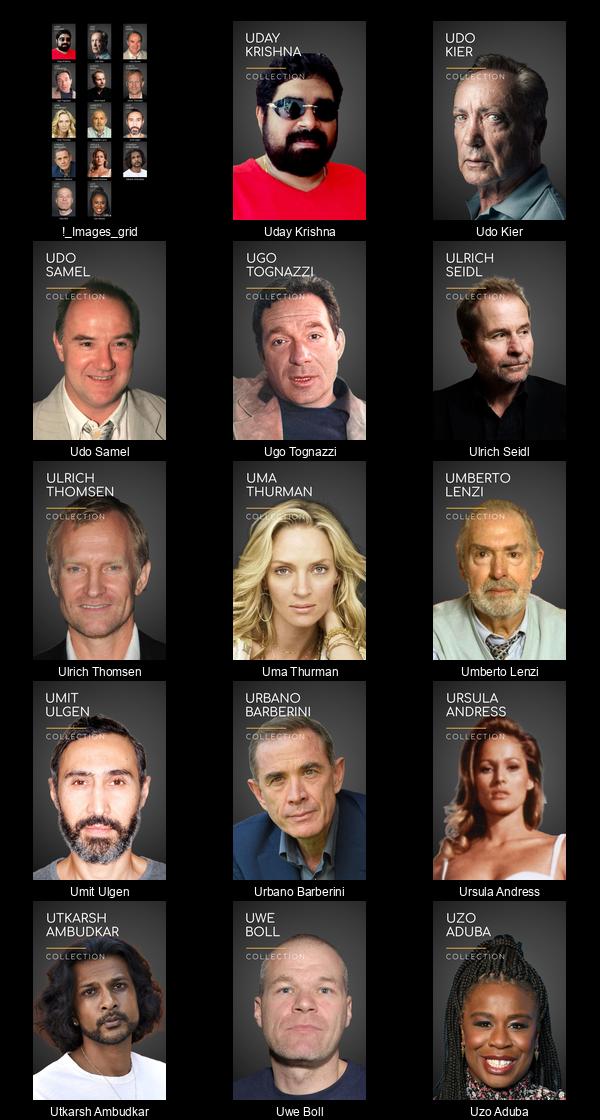 UDAY
KRISHNA
COLLECTION
UDO
KIER
COLLECTION
!_Images_grid
Uday Krishna
Udo Kier
UDO
SAMEL
COLLECTION
UGO
TOGNAZZI
COLLECTION
ULRICH
SEIDL
COLLECTION
Udo Samel
Ugo Tognazzi
Ulrich Seidl
ULRICH
THOMSEN
COLLECTION
UMA
THURMAN
COLLECTION
UMBERTO
LENZI
COLLECTION
Ulrich Thomsen
Uma Thurman
Umberto Lenzi
UMIT
ULGEN
COLLECTION
URBANO
BARBERINI
COLLECTION
URSULA
ANDRESS
COLLECTION
Umit Ulgen
Urbano Barberini
Ursula Andress
UTKARSH
AMBUDKAR
COLLECTION
UWE
BOLL
COLLECTION
UZO
ADUBA
COLLECTION
Utkarsh Ambudkar
Uwe Boll
Uzo Aduba